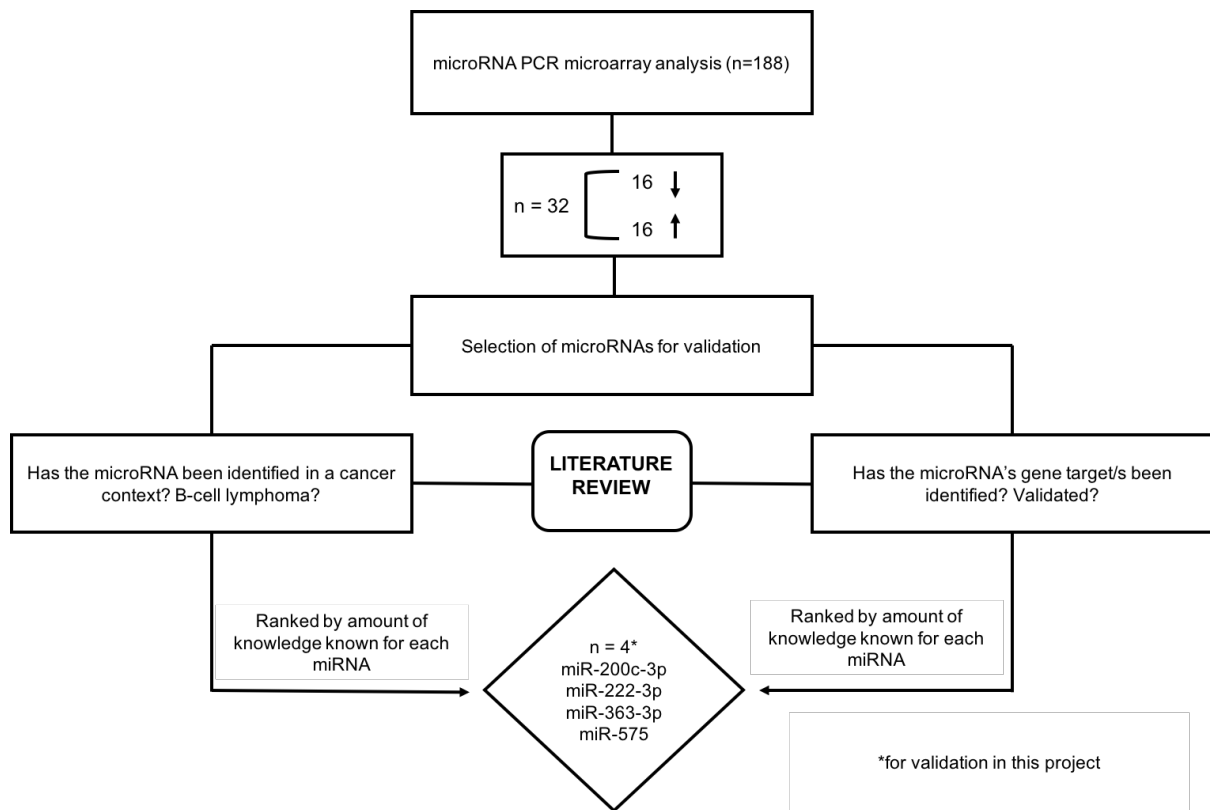 microRNA PCR microarray analysis (n=188)
16 ↓
n = 32
16 ↑
Selection of microRNAs for validation
Has the microRNA been identified in a cancer
context? B-cell lymphoma?
LITERATURE
REVIEW
Has the microRNA's gene target/s been
identified? Validated?
Ranked by amount of
knowledge known for each
miRNA
n = 4*
miR-200c-3p
miR-222-3p
miR-363-3p
miR-575
Ranked by amount of
knowledge known for each
miRNA
*for validation in this project